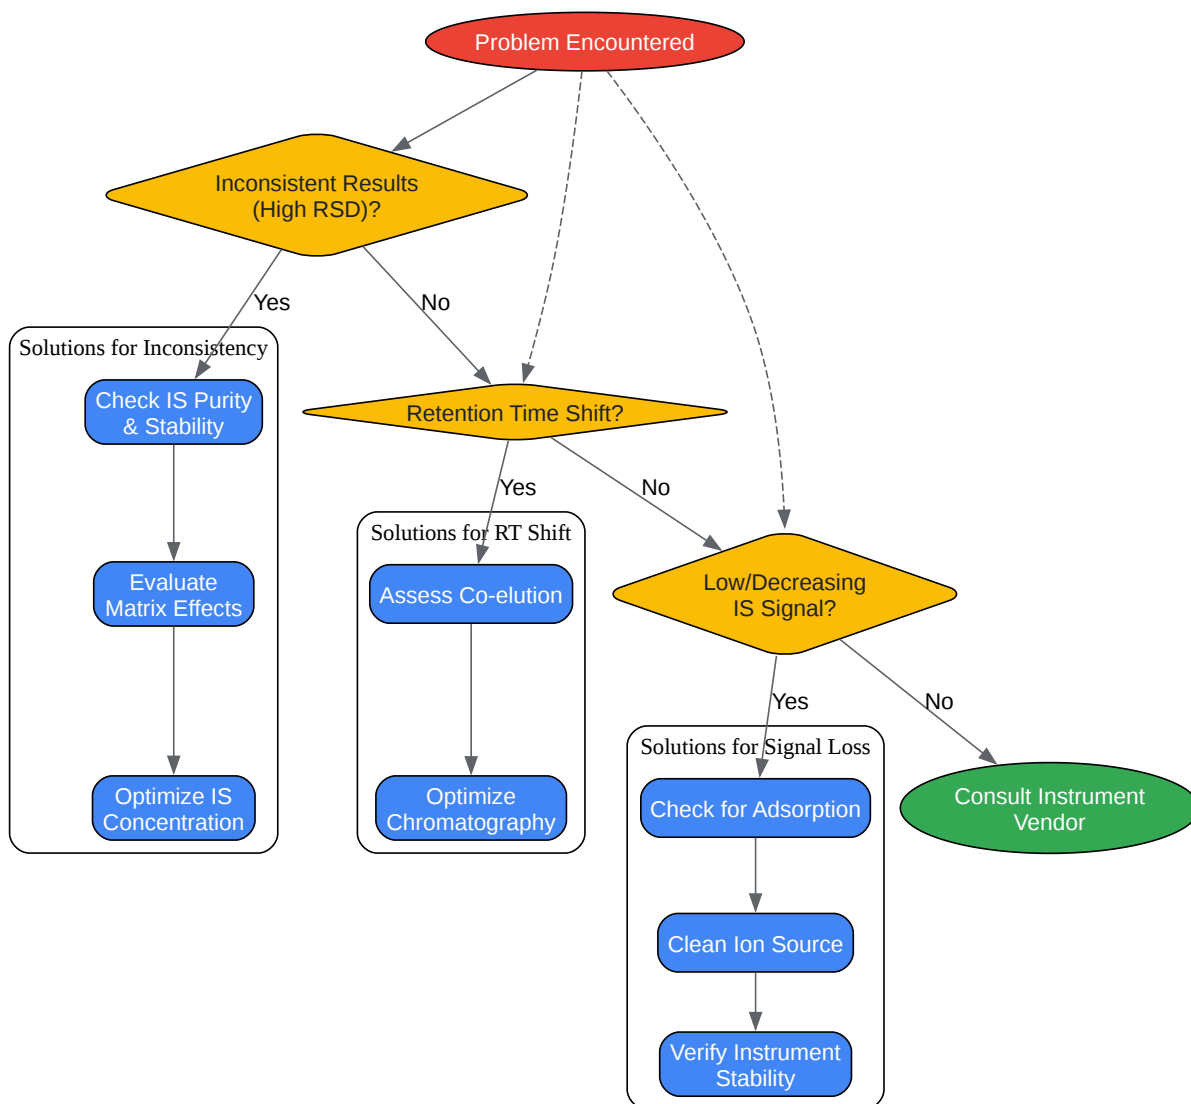 Problem Encountered
Inconsistent Results
(High RSD)?
Yes
No
Solutions for Inconsistency
Check IS Purity
& Stability
Evaluate
Matrix Effects
Optimize IS
Concentration
Retention Time Shift?
Yes
No
Solutions for RT Shift
Assess Co-elution
Optimize
Chromatography
Low/Decreasing
IS Signal?
Yes
No
Solutions for Signal Loss
Check for Adsorption
Clean Ion Source
Verify Instrument
Stability
Consult Instrument
Vendor